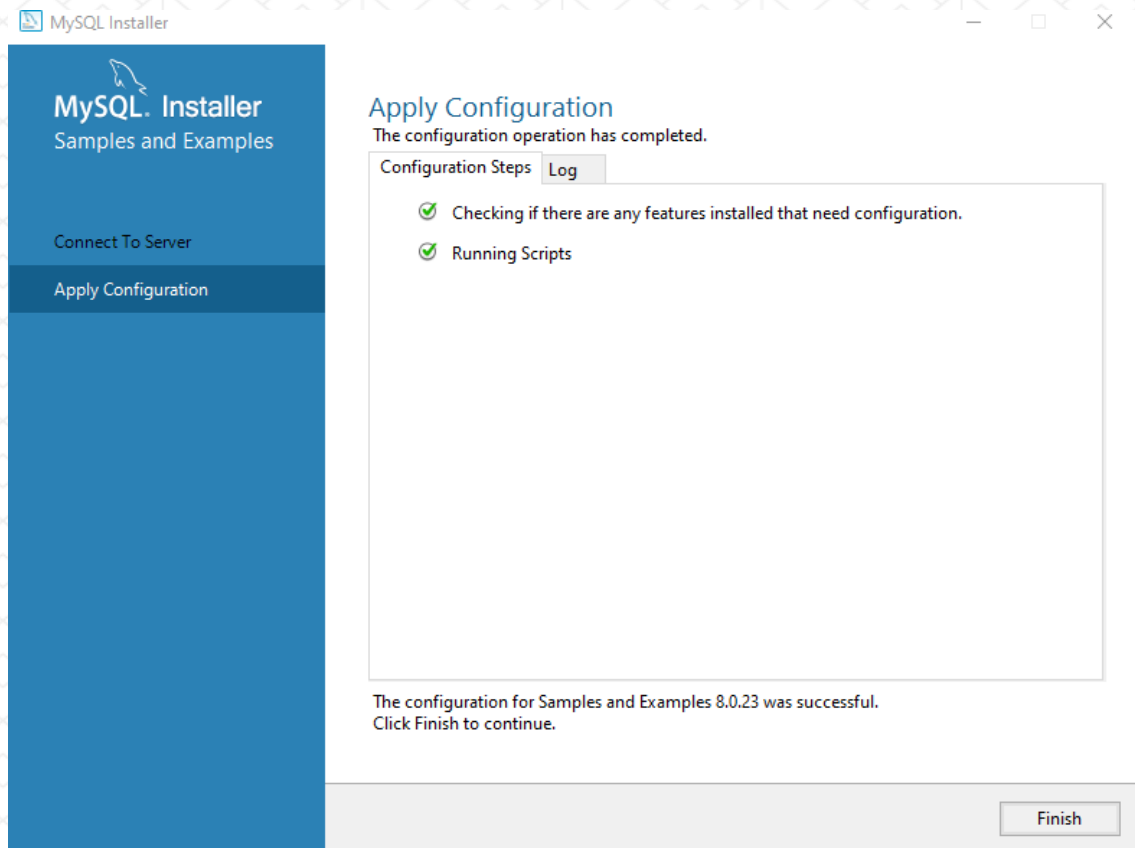 MySQL Installer
MySQL. Installer
Samples and Examples
Connect To Server
Apply Configuration
Apply Configuration
The configuration operation has completed.
Configuration Steps
Log
Checking if there are any features installed that need configuration.
Running Scripts
The configuration for Samples and Examples 8.0.23 was successful.
Click Finish to continue.
Finish